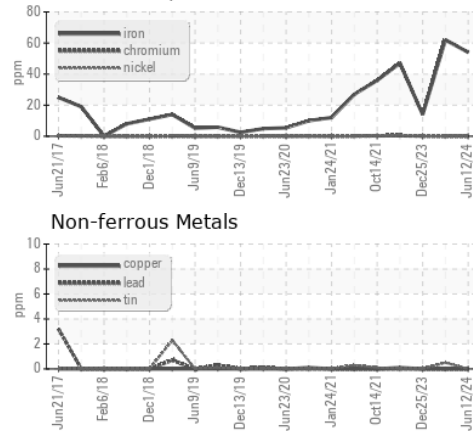 80
60
40
20
0
ppm
iron
chromium
nickel
Jun21/17
Feb6/18
Dec1/18
Jun9/19
Dec13/19
Jun23/20
Jan24/21
Oct14/21
Dec25/23
Jun12/24
Non-ferrous Metals
10
8
6
4
2
0
ppm
copper
lead
tin
Jun21/17
Feb6/18
Dec1/18
Jun9/19
Dec13/19
Jun23/20
Jan24/21
Oct14/21
Dec25/23
Jun12/24